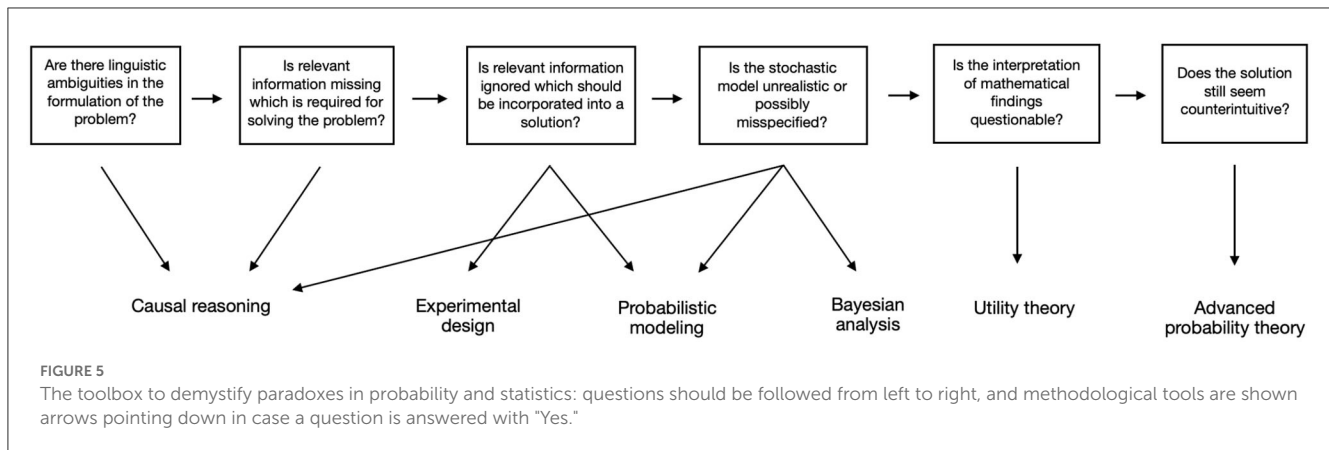 Are there linguistic
ambiguities in the
formulation of the
problem?
Is relevant
information missing
which is required for
solving the problem?
Is relevant information
ignored which should
be incorporated into a
solution?
Is the stochastic
model unrealistic or
possibly
misspecified?
Is the interpretation
of mathematical
findings
questionable?
Does the solution
still seem
counterintuitive?
Causal reasoning
Experimental
design
Probabilistic
modeling
Bayesian
analysis
Utility theory
Advanced
probability theory
FIGURE 5
The toolbox to demystify paradoxes in probability and statistics: questions should be followed from left to right, and methodological tools are shown
arrows pointing down in case a question is answered with "Yes."